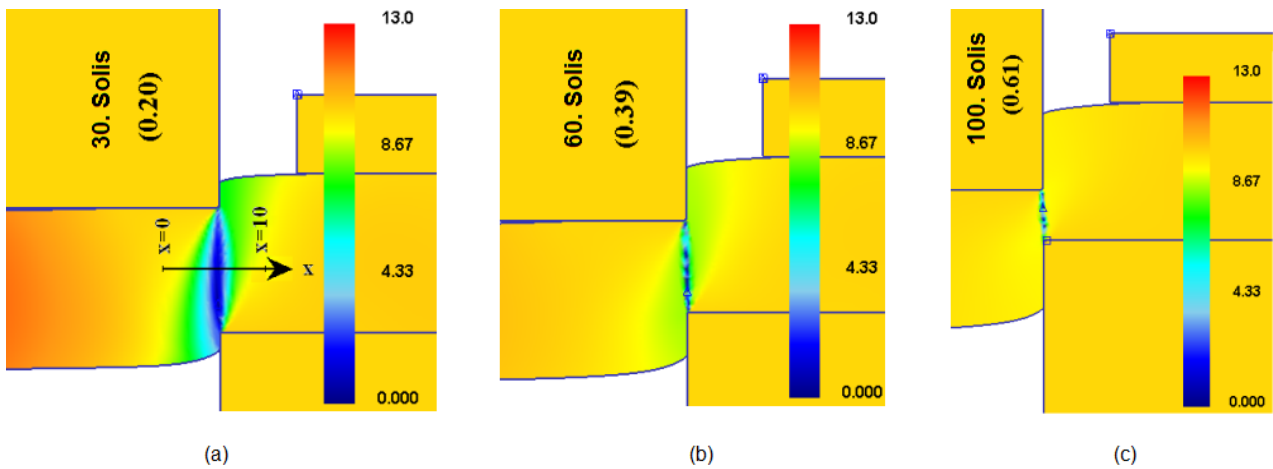 30. Solis
(0.20)
13.0
8.67
4.33
0.000
x=0
x=10
x
(a)
60. Solis
(0.39)
13.0
8.67
4.33
0.000
(b)
100. Solis
(0.61)
13.0
8.67
4.33
0.000
(c)